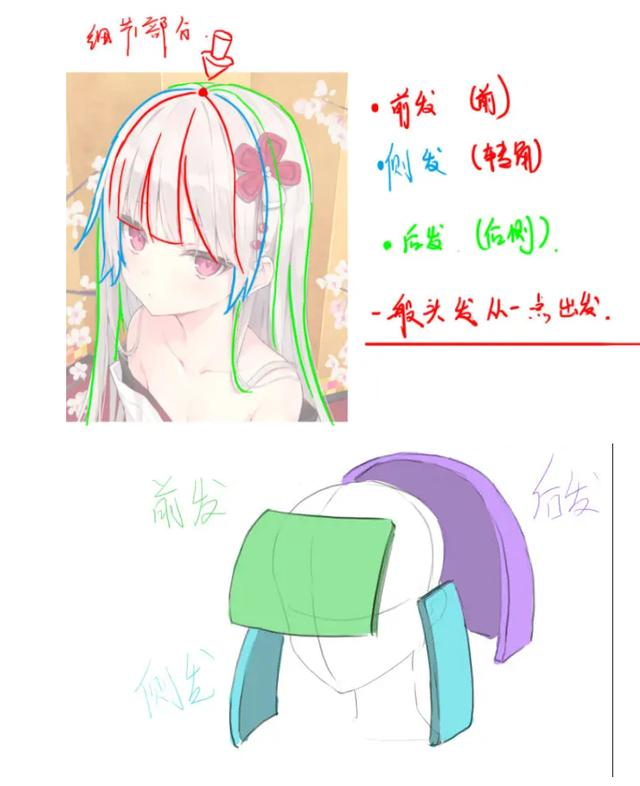 细节部分
•前发 (前)
•侧发 (转角)
•后发 (后侧).
一般头发从一点出发.
前发
后发
侧发